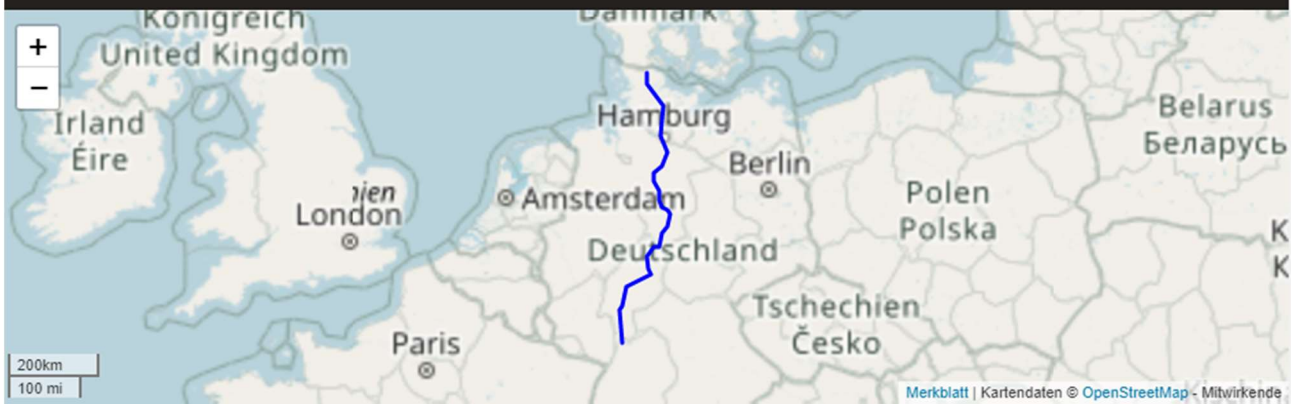 Königreich
United Kingdom
Danmark
+
−
Irland
Éire
nien
London
Hamburg
Berlin
Amsterdam
Deutschland
Polen
Polska
Belarus
Беларусь
Tschechien
Česko
Paris
K
K
200km
100 mi
Merkblatt | Kartendaten © OpenStreetMap - Mitwirkende